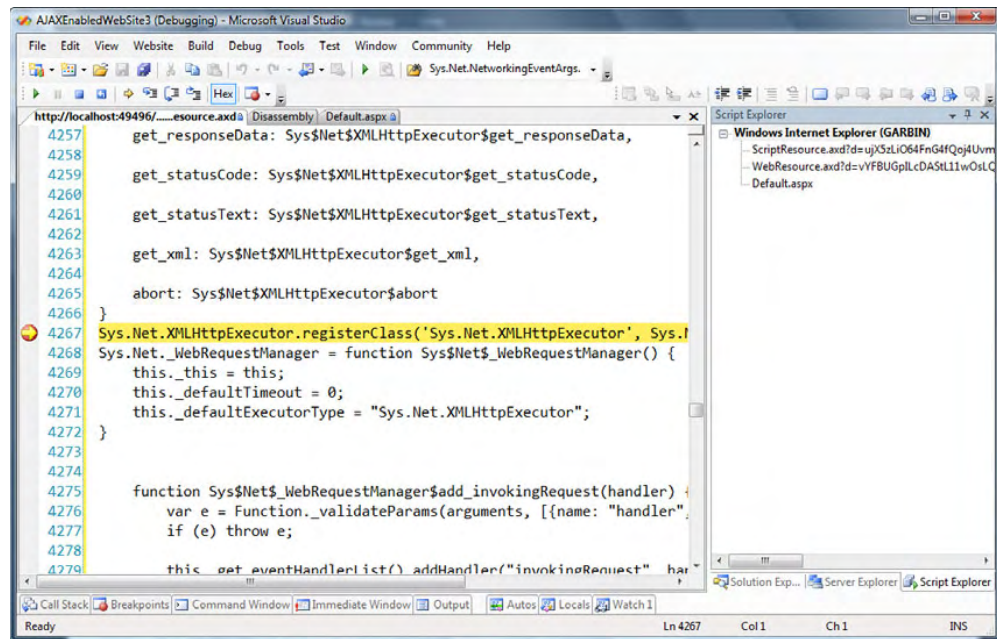 AJAXEnabledWebSite3 (Debugging) - Microsoft Visual Studio
File Edit View Website Build Debug Tools Test Window Community Help
Sys.Net.NetworkingEventArgs.
Hex
http://localhost:49496/......esource.axd Disassembly Default.aspx
4257 get_responseData: Sys$Net$XMLHttpExecutor$get_responseData,
4258
4259 get_statusCode: Sys$Net$XMLHttpExecutor$get_statusCode,
4260
4261 get_statusText: Sys$Net$XMLHttpExecutor$get_statusText,
4262
4263 get_xml: Sys$Net$XMLHttpExecutor$get_xml,
4264
4265 abort: Sys$Net$XMLHttpExecutor$abort
4266 }
4267 Sys.Net.XMLHttpExecutor.registerClass('Sys.Net.XMLHttpExecutor', Sys.
4268 Sys.Net._WebRequestManager = function Sys$Net$_WebRequestManager() {
4269 this._this = this;
4270 this._defaultTimeout = 0;
4271 this._defaultExecutorType = "Sys.Net.XMLHttpExecutor";
4272 }
4273
4274
4275 function Sys$Net$_WebRequestManager$add_invokingRequest(handler) {
4276 var e = Function._validateParams(arguments, [{name: "handler",
4277 if (e) throw e;
4278
4279 this._get_eventHandlerList().addHandler("invokingRequest", han
Script Explorer
Windows Internet Explorer (GARBIN)
ScriptResource.axd?d=ujX5zLiO64FnG4fQoj4Uvm
WebResource.axd?d=vYFBUGpILcDAStL11wOsLQ
Default.aspx
Solution Exp... Server Explorer Script Explorer
Call Stack Breakpoints Command Window Immediate Window Output Autos Locals Watch 1
Ready Ln 4267 Col 1 Ch 1 INS